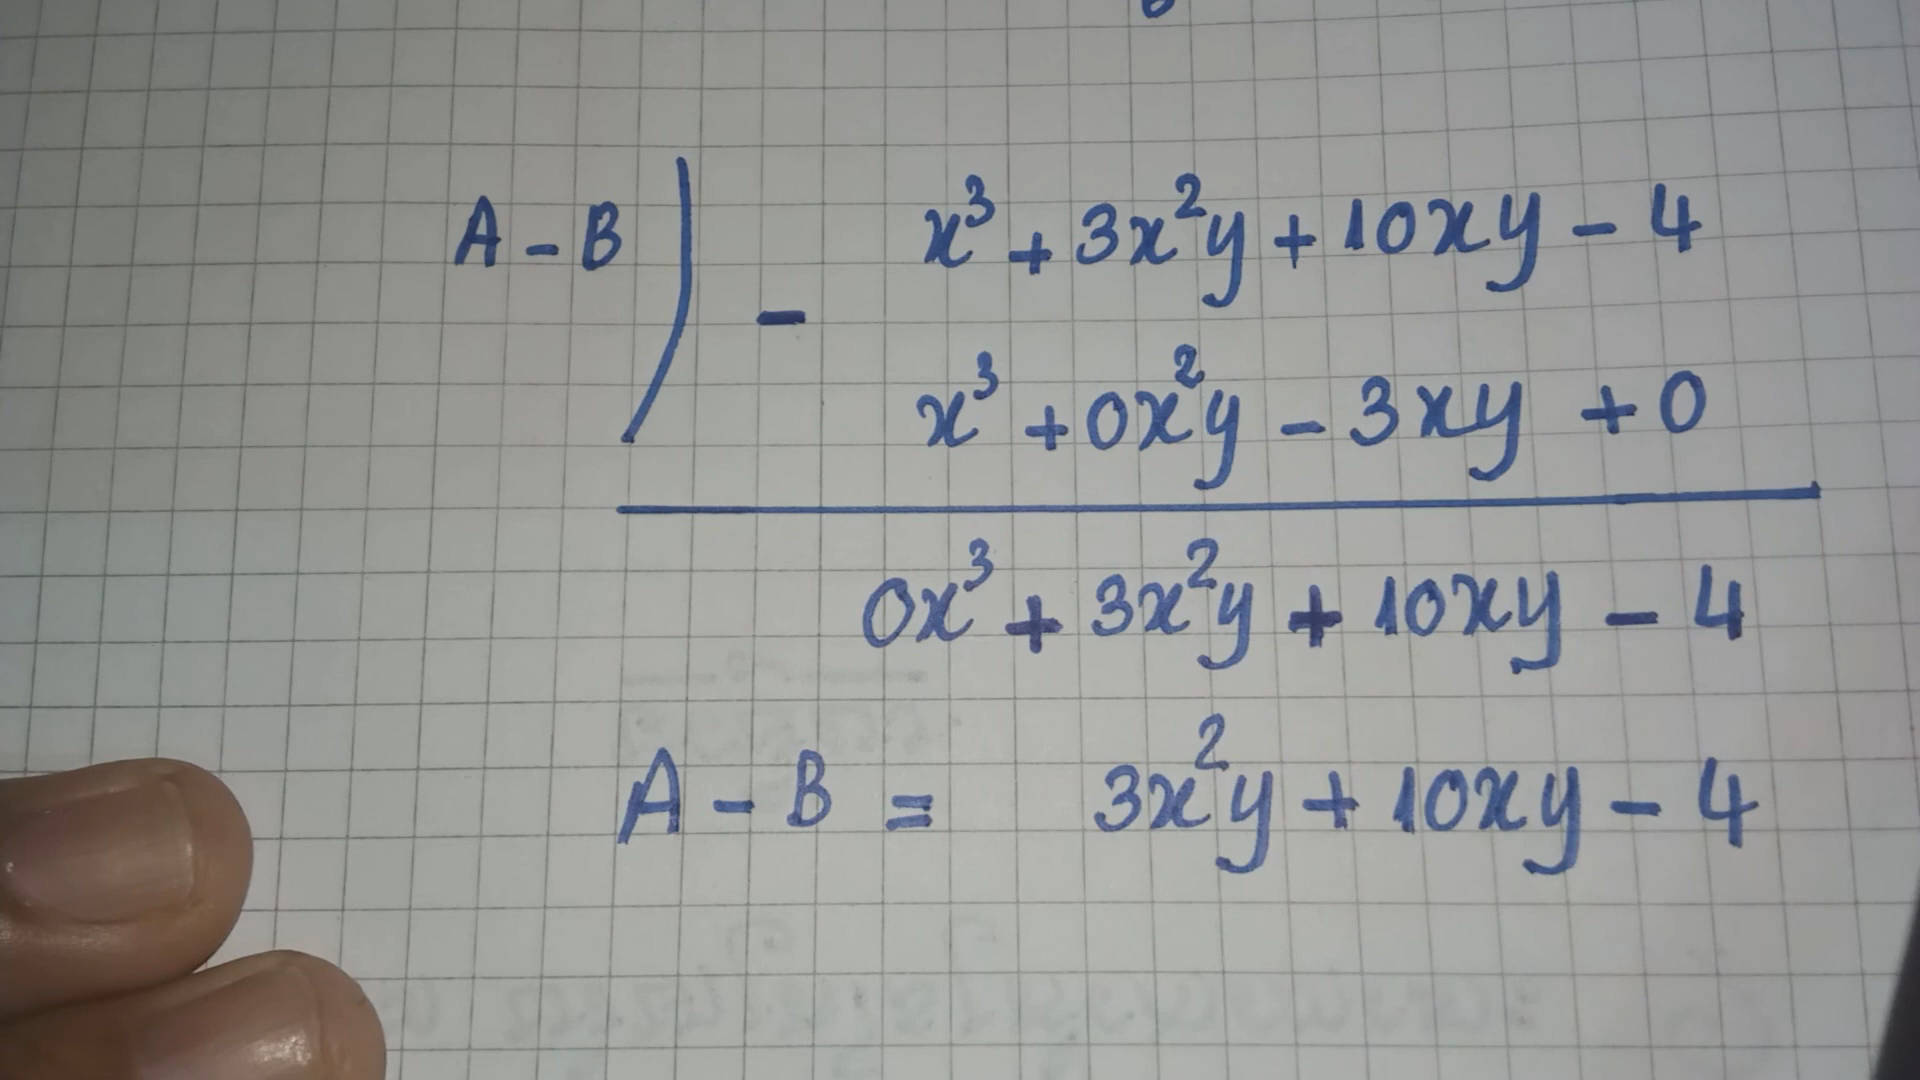 A - B) - x³ + 3x²y + 10xy - 4
x³ + 0x²y - 3xy + 0
0x³ + 3x²y + 10xy - 4
A - B = 3x²y + 10xy - 4